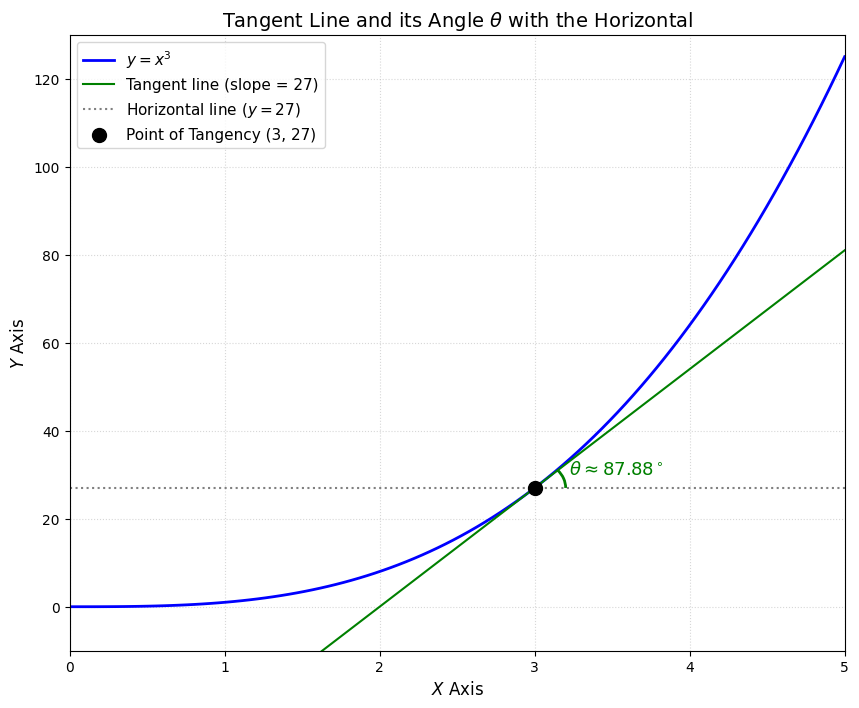 Tangent Line and its Angle θ with the Horizontal
y = x³
Tangent line (slope = 27)
Horizontal line (y = 27)
Point of Tangency (3, 27)
120
100
80
60
40
20
0
Y Axis
θ ≈ 87.88°
0 1 2 3 4 5
X Axis